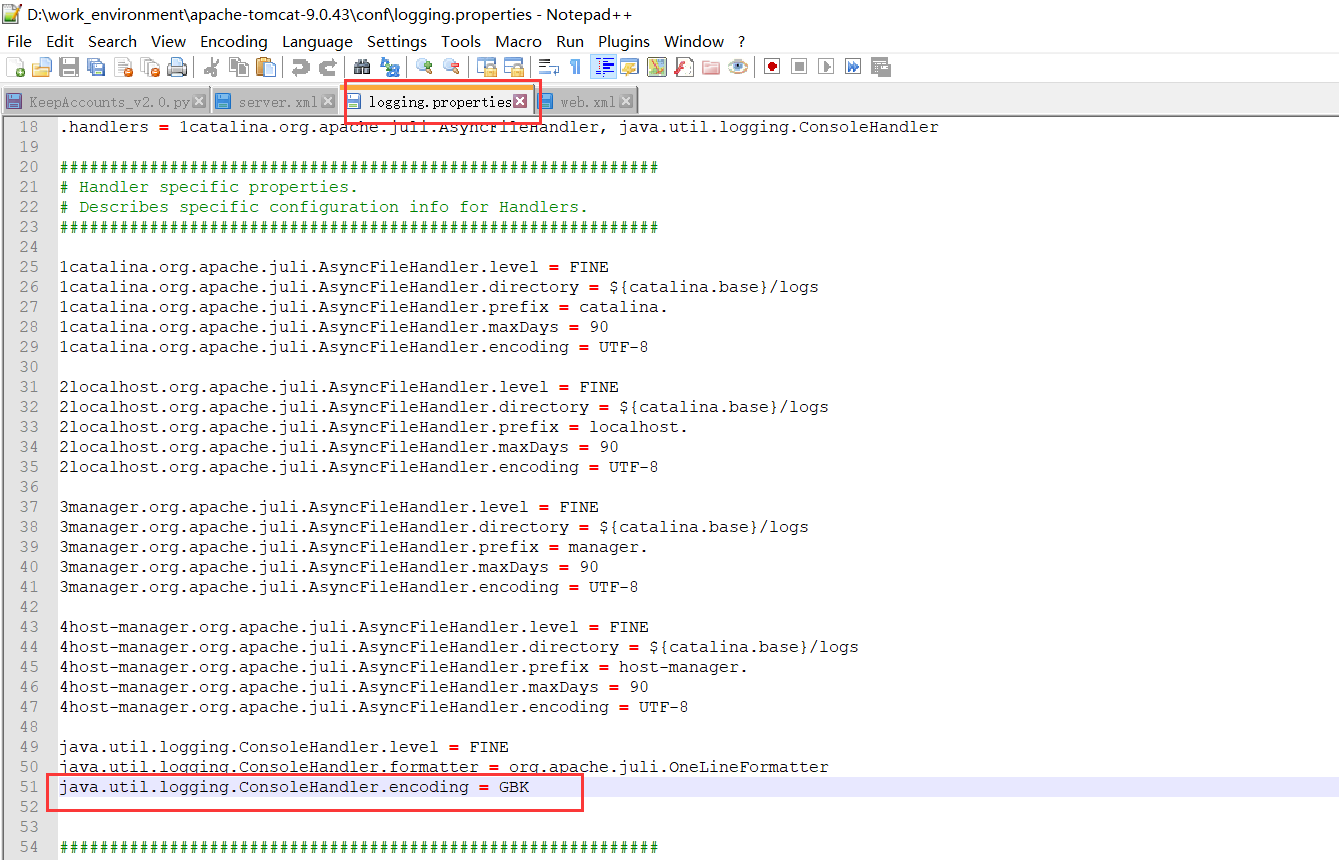 D:\work_environment\apache-tomcat-9.0.43\conf\logging.properties - Notepad++
File Edit Search View Encoding Language Settings Tools Macro Run Plugins Window ?
KeepAccounts_v2.0.py server.xml logging.properties web.xml
18 .handlers = 1catalina.org.apache.juli.AsyncFileHandler, java.util.logging.ConsoleHandler
19
20 ############################################################
21 # Handler specific properties.
22 # Describes specific configuration info for Handlers.
23 ############################################################
24
25 1catalina.org.apache.juli.AsyncFileHandler.level = FINE
26 1catalina.org.apache.juli.AsyncFileHandler.directory = ${catalina.base}/logs
27 1catalina.org.apache.juli.AsyncFileHandler.prefix = catalina.
28 1catalina.org.apache.juli.AsyncFileHandler.maxDays = 90
29 1catalina.org.apache.juli.AsyncFileHandler.encoding = UTF-8
30
31 2localhost.org.apache.juli.AsyncFileHandler.level = FINE
32 2localhost.org.apache.juli.AsyncFileHandler.directory = ${catalina.base}/logs
33 2localhost.org.apache.juli.AsyncFileHandler.prefix = localhost.
34 2localhost.org.apache.juli.AsyncFileHandler.maxDays = 90
35 2localhost.org.apache.juli.AsyncFileHandler.encoding = UTF-8
36
37 3manager.org.apache.juli.AsyncFileHandler.level = FINE
38 3manager.org.apache.juli.AsyncFileHandler.directory = ${catalina.base}/logs
39 3manager.org.apache.juli.AsyncFileHandler.prefix = manager.
40 3manager.org.apache.juli.AsyncFileHandler.maxDays = 90
41 3manager.org.apache.juli.AsyncFileHandler.encoding = UTF-8
42
43 4host-manager.org.apache.juli.AsyncFileHandler.level = FINE
44 4host-manager.org.apache.juli.AsyncFileHandler.directory = ${catalina.base}/logs
45 4host-manager.org.apache.juli.AsyncFileHandler.prefix = host-manager.
46 4host-manager.org.apache.juli.AsyncFileHandler.maxDays = 90
47 4host-manager.org.apache.juli.AsyncFileHandler.encoding = UTF-8
48
49 java.util.logging.ConsoleHandler.level = FINE
50 java.util.logging.ConsoleHandler.formatter = org.apache.juli.OneLineFormatter
51 java.util.logging.ConsoleHandler.encoding = GBK
52
53
54 ############################################################